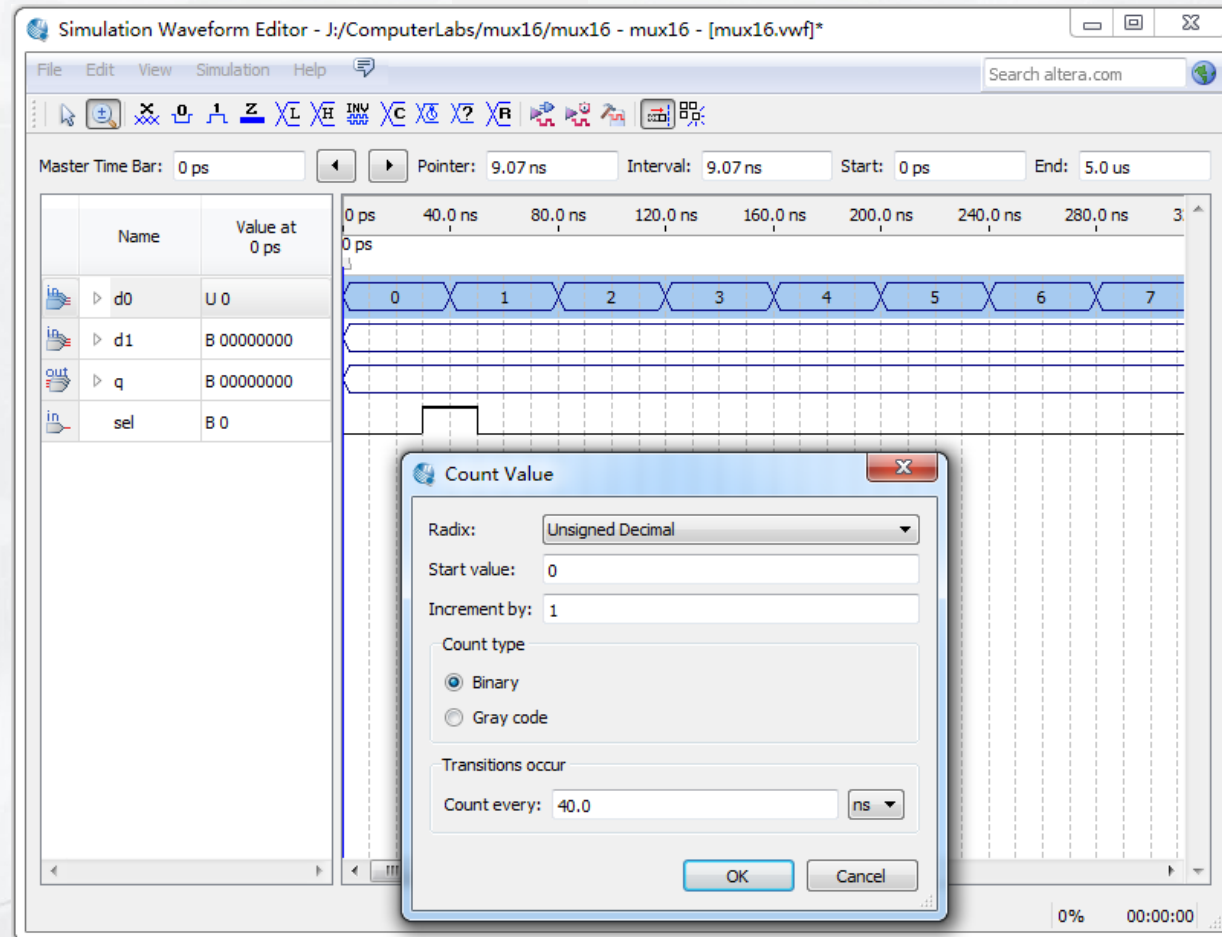 Simulation Waveform Editor - J:/ComputerLabs/mux16/mux16 - mux16 - [mux16.vwf]*
File Edit View Simulation Help
Search altera.com
Master Time Bar: 0 ps Pointer: 9.07 ns Interval: 9.07 ns Start: 0 ps End: 5.0 us
Name Value at 0 ps
0 ps 40.0 ns 80.0 ns 120.0 ns 160.0 ns 200.0 ns 240.0 ns 280.0 ns 3
0 ps
in d0 U 0 0 1 2 3 4 5 6 7
in d1 B 00000000
out q B 00000000
in sel B 0
Count Value
Radix: Unsigned Decimal
Start value: 0
Increment by: 1
Count type
Binary
Gray code
Transitions occur
Count every: 40.0 ns
OK Cancel
0% 00:00:00